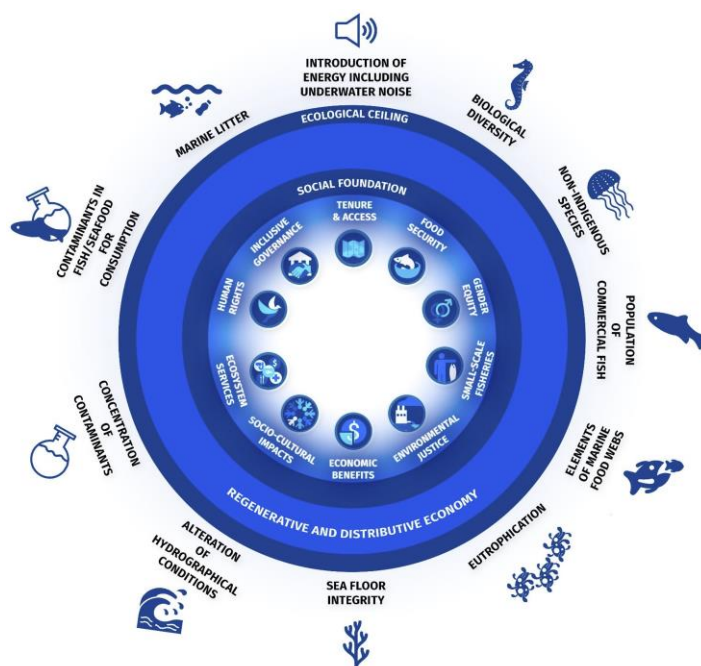 INTRODUCTION OF
ENERGY INCLUDING
UNDERWATER NOISE
BIOLOGICAL
DIVERSITY
NON-INDIGENOUS
SPECIES
POPULATION
OF
COMMERCIAL FISH
ELEMENTS
OF MARINE
FOOD WEBS
EUTROPHICATION
SEA FLOOR
INTEGRITY
ALTERATION
OF
HYDROGRAPHICAL
CONDITIONS
CONCENTRATION
OF
CONTAMINANTS
CONTAMINANTS IN
FISH/SEAFOOD
FOR
CONSUMPTION
MARINE LITTER
ECOLOGICAL CEILING
SOCIAL FOUNDATION
TENURE
& ACCESS
FOOD
SECURITY
GENDER
EQUITY
SMALL-SCALE
FISHERIES
ENVIRONMENTAL
JUSTICE
ECONOMIC
BENEFITS
SOCIO-CULTURAL
IMPACTS
ECOSYSTEM
SERVICES
HUMAN
RIGHTS
INCLUSIVE
GOVERNANCE
REGENERATIVE AND DISTRIBUTIVE ECONOMY